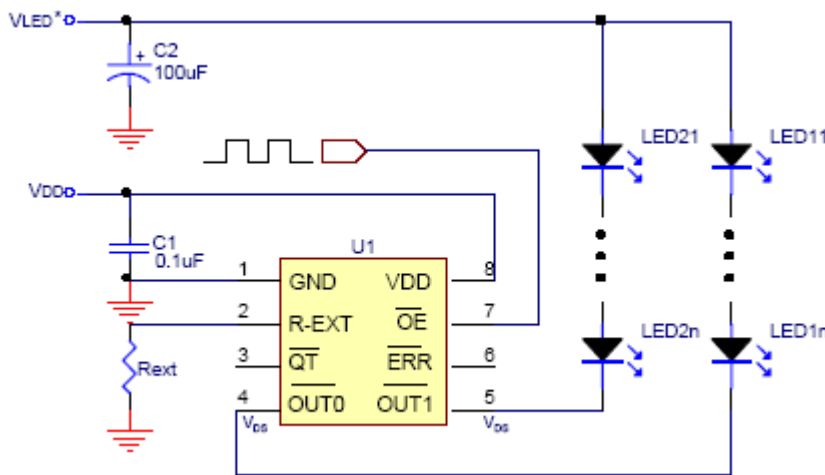 VLED*
+ C2
100uF
LED21
LED11
VDD
C1
0.1uF
U1
1
GND
VDD
8
2
R-EXT
OE
7
LED2n
LED1n
Rext
3
QT
ERR
6
4
OUT0
OUT1
5
VDS
VDS